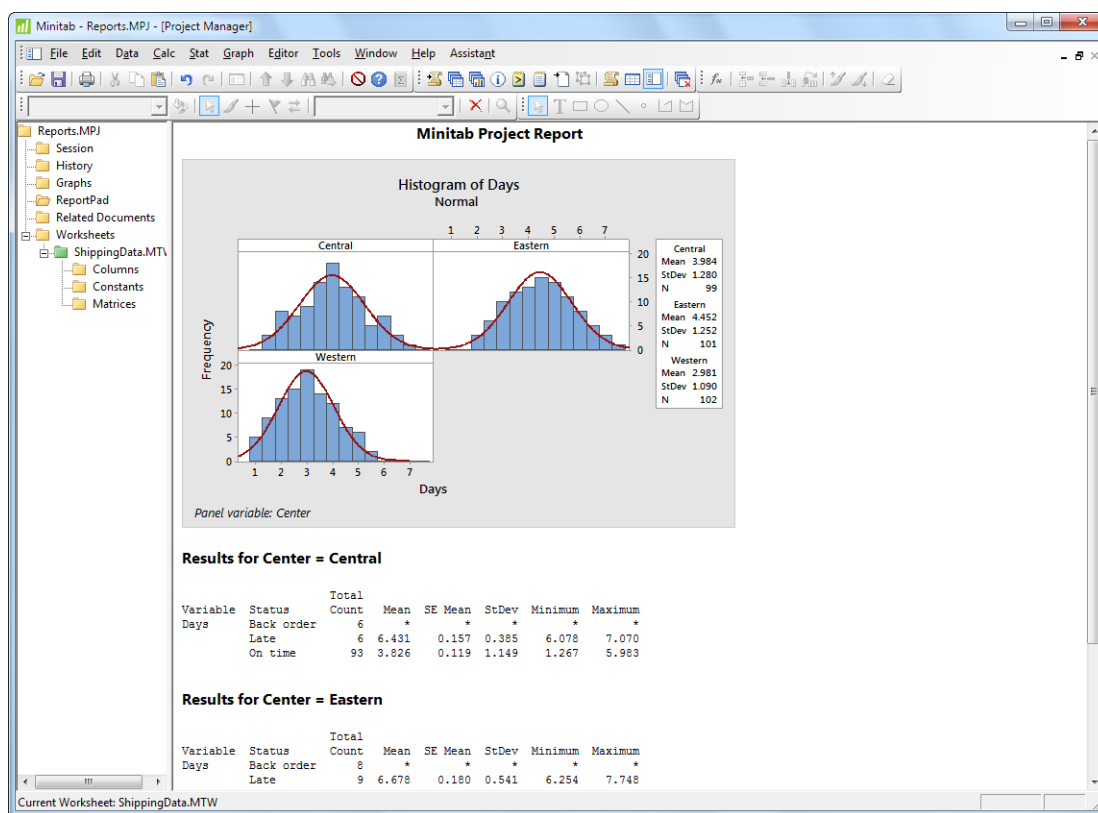 Minitab - Reports.MPJ - [Project Manager]
File Edit Data Calc Stat Graph Editor Tools Window Help Assistant
Reports.MPJ
Session
History
Graphs
ReportPad
Related Documents
Worksheets
ShippingData.MTW
Columns
Constants
Matrices
Minitab Project Report
Histogram of Days
Normal
1 2 3 4 5 6 7
Central Eastern
20
15
10
5
0
Western
20
15
10
5
0
1 2 3 4 5 6 7
Frequency
Days
Panel variable: Center
Central
Mean 3.984
StDev 1.280
N 99
Eastern
Mean 4.452
StDev 1.252
N 101
Western
Mean 2.981
StDev 1.090
N 102
Results for Center = Central
Total
Variable Status Count Mean SE Mean StDev Minimum Maximum
Days Back order 6 * * * * *
Late 6 6.431 0.157 0.385 6.078 7.070
On time 93 3.826 0.119 1.149 1.267 5.983
Results for Center = Eastern
Total
Variable Status Count Mean SE Mean StDev Minimum Maximum
Days Back order 8 * * * * *
Late 9 6.678 0.180 0.541 6.254 7.748
Current Worksheet: ShippingData.MTW